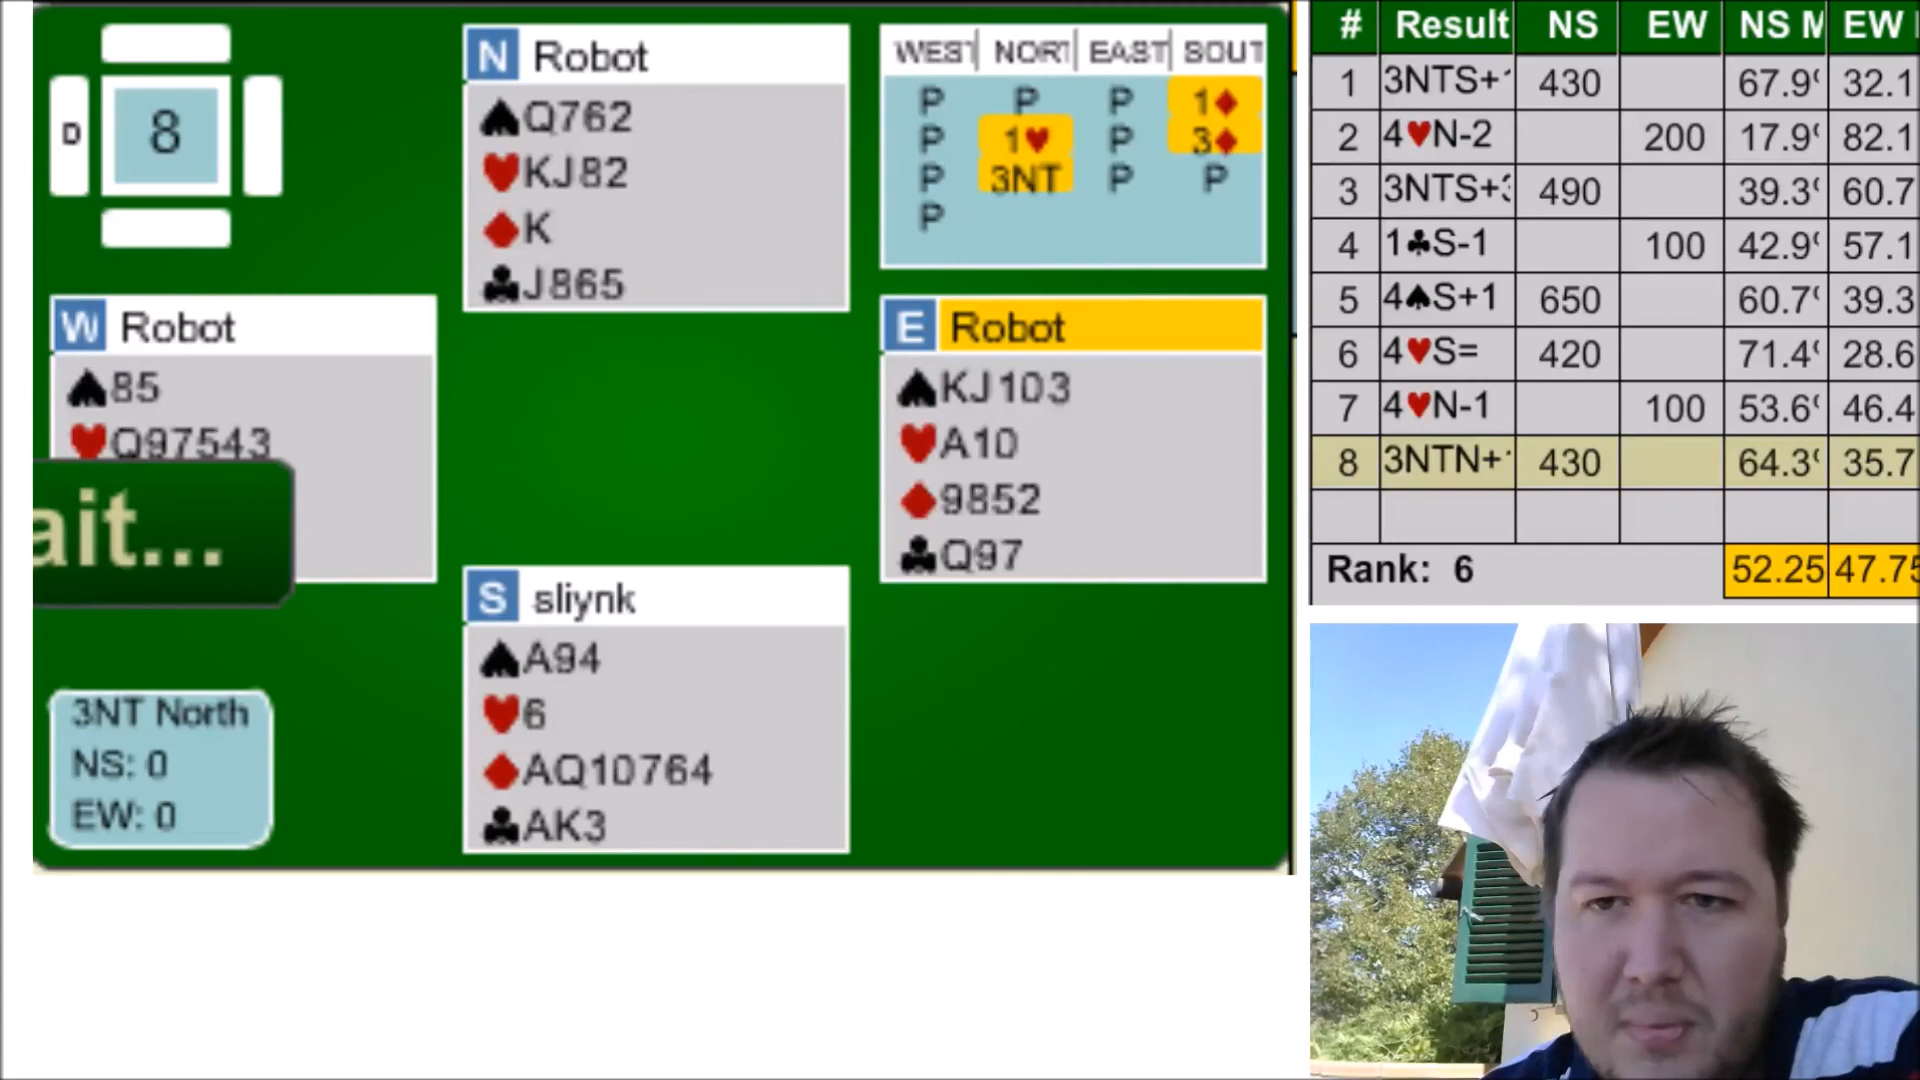 8
D
N Robot
♠Q762
♥KJ82
♦K
♣J865
WEST NORT EAST SOUT
P P P 1♦
P 1♥ P 3♦
P 3NT P P
P
W Robot
♠85
♥Q97543
ait...
E Robot
♠KJ103
♥A10
♦9852
♣Q97
S sliynk
♠A94
♥6
♦AQ10764
♣AK3
3NT North
NS: 0
EW: 0
# Result NS EW NS M EW
1 3NTS+ 430 67.9 32.1
2 4♥N-2 200 17.9 82.1
3 3NTS+3 490 39.3 60.7
4 1♣S-1 100 42.9 57.1
5 4♠S+1 650 60.7 39.3
6 4♥S= 420 71.4 28.6
7 4♥N-1 100 53.6 46.4
8 3NTN+ 430 64.3 35.7
Rank: 6 52.25 47.75